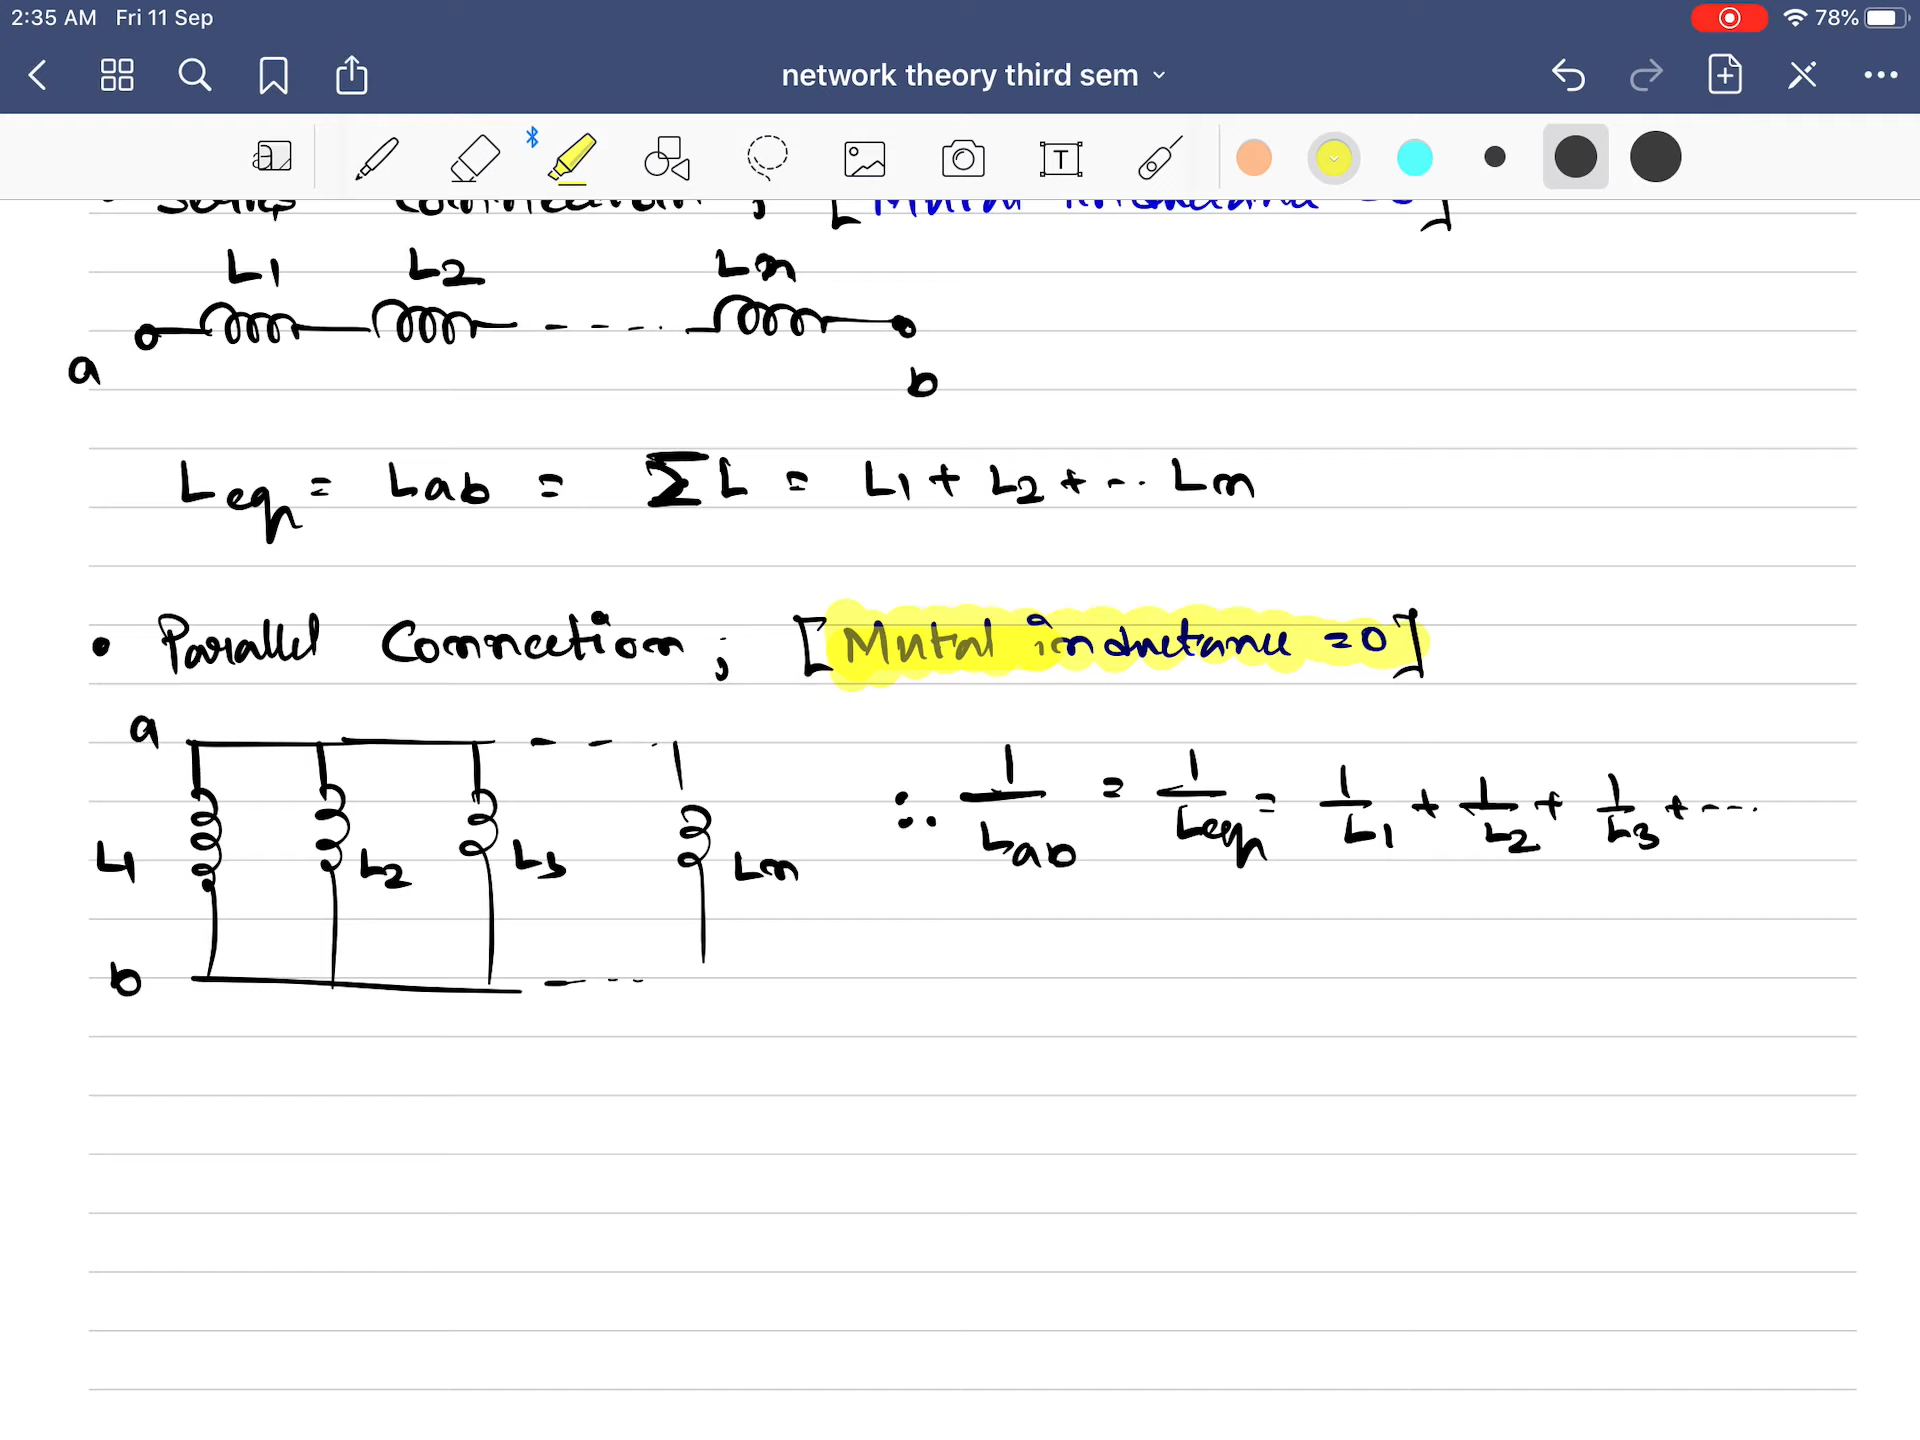 2:35 AM Fri 11 Sep
78%
network theory third sem
L1 L2 Ln
a b
Leq = Lab = ΣL = L1 + L2 + -.. Ln
• Parallel Connection ; [Mutal inductance =0]
a
∴ 1/Lab = 1/Leq = 1/L1 + 1/L2 + 1/L3 + ----
L1 L2 L3 Ln
b